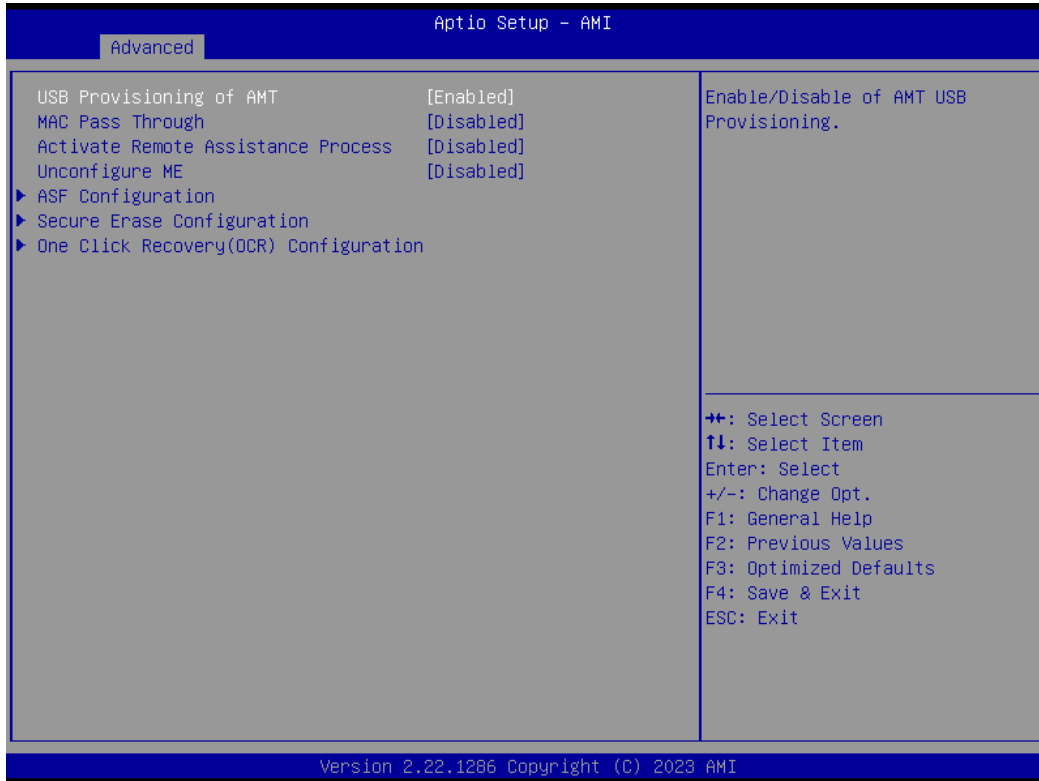 Aptio Setup – AMI
Advanced
USB Provisioning of AMT [Enabled]
MAC Pass Through [Disabled]
Activate Remote Assistance Process [Disabled]
Unconfigure ME [Disabled]
▶ ASF Configuration
▶ Secure Erase Configuration
▶ One Click Recovery(OCR) Configuration
Enable/Disable of AMT USB
Provisioning.
→←: Select Screen
↑↓: Select Item
Enter: Select
+/-: Change Opt.
F1: General Help
F2: Previous Values
F3: Optimized Defaults
F4: Save & Exit
ESC: Exit
Version 2.22.1286 Copyright (C) 2023 AMI